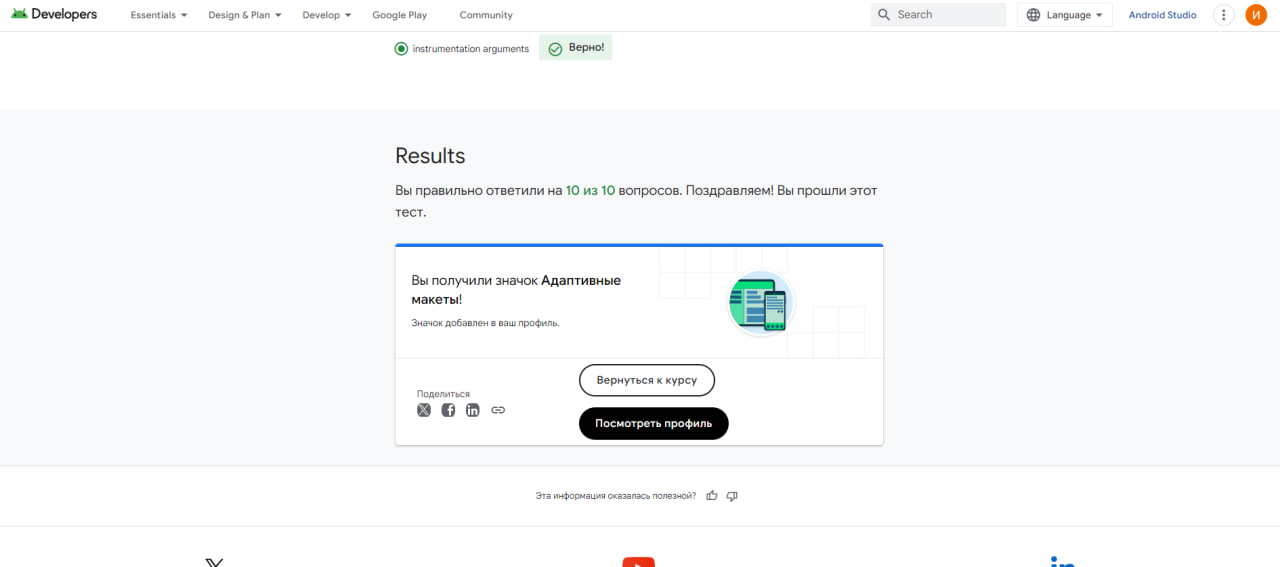 Developers
Essentials
Design & Plan
Develop
Google Play
Community
Search
Language
Android Studio
И
instrumentation arguments
Верно!
Results
Вы правильно ответили на 10 из 10 вопросов. Поздравляем! Вы прошли этот
тест.
Вы получили значок Адаптивные
макеты!
Значок добавлен в ваш профиль.
Поделиться
Вернуться к курсу
Посмотреть профиль
Эта информация оказалась полезной?